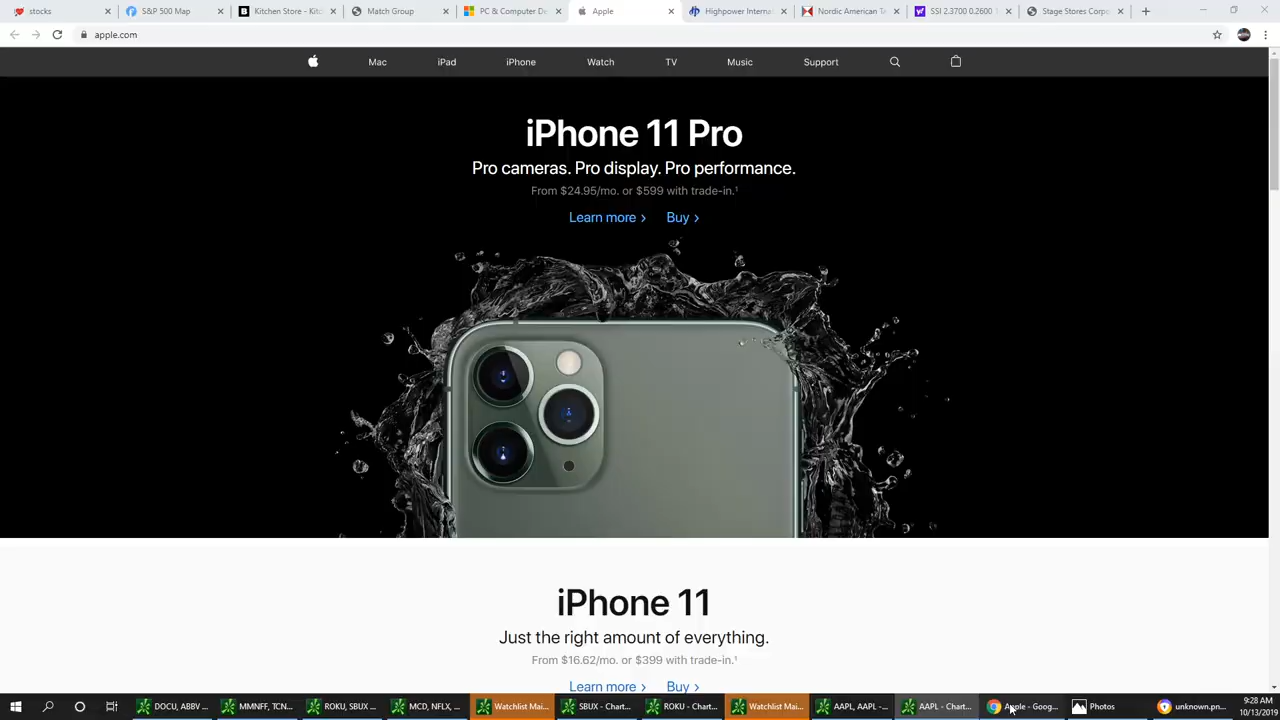 stocks
S&P 500 Map
Kitchen Store - Kitc
Match Group
PC & Computer De
Apple
Highpower Interna
Nordic American T
SSI 2.3700 0.2600
Stage Stores Corpo
apple.com
Mac
iPad
iPhone
Watch
TV
Music
Support
iPhone 11 Pro
Pro cameras. Pro display. Pro performance.
From $24.95/mo. or $599 with trade-in.¹
Learn more >
Buy >
iPhone 11
Just the right amount of everything.
From $16.62/mo. or $399 with trade-in.¹
Learn more >
Buy >
DOCU, ABBV ...
MMNFF, TCN...
ROKU, SBUX ...
MCD, NFLX, ...
Watchlist Mai...
SBUX - Chart...
ROKU - Chart...
Watchlist Mai...
AAPL, AAPL -...
AAPL - Chart...
Apple - Goog...
Photos
unknown.pn...
9:28 AM
10/13/2019